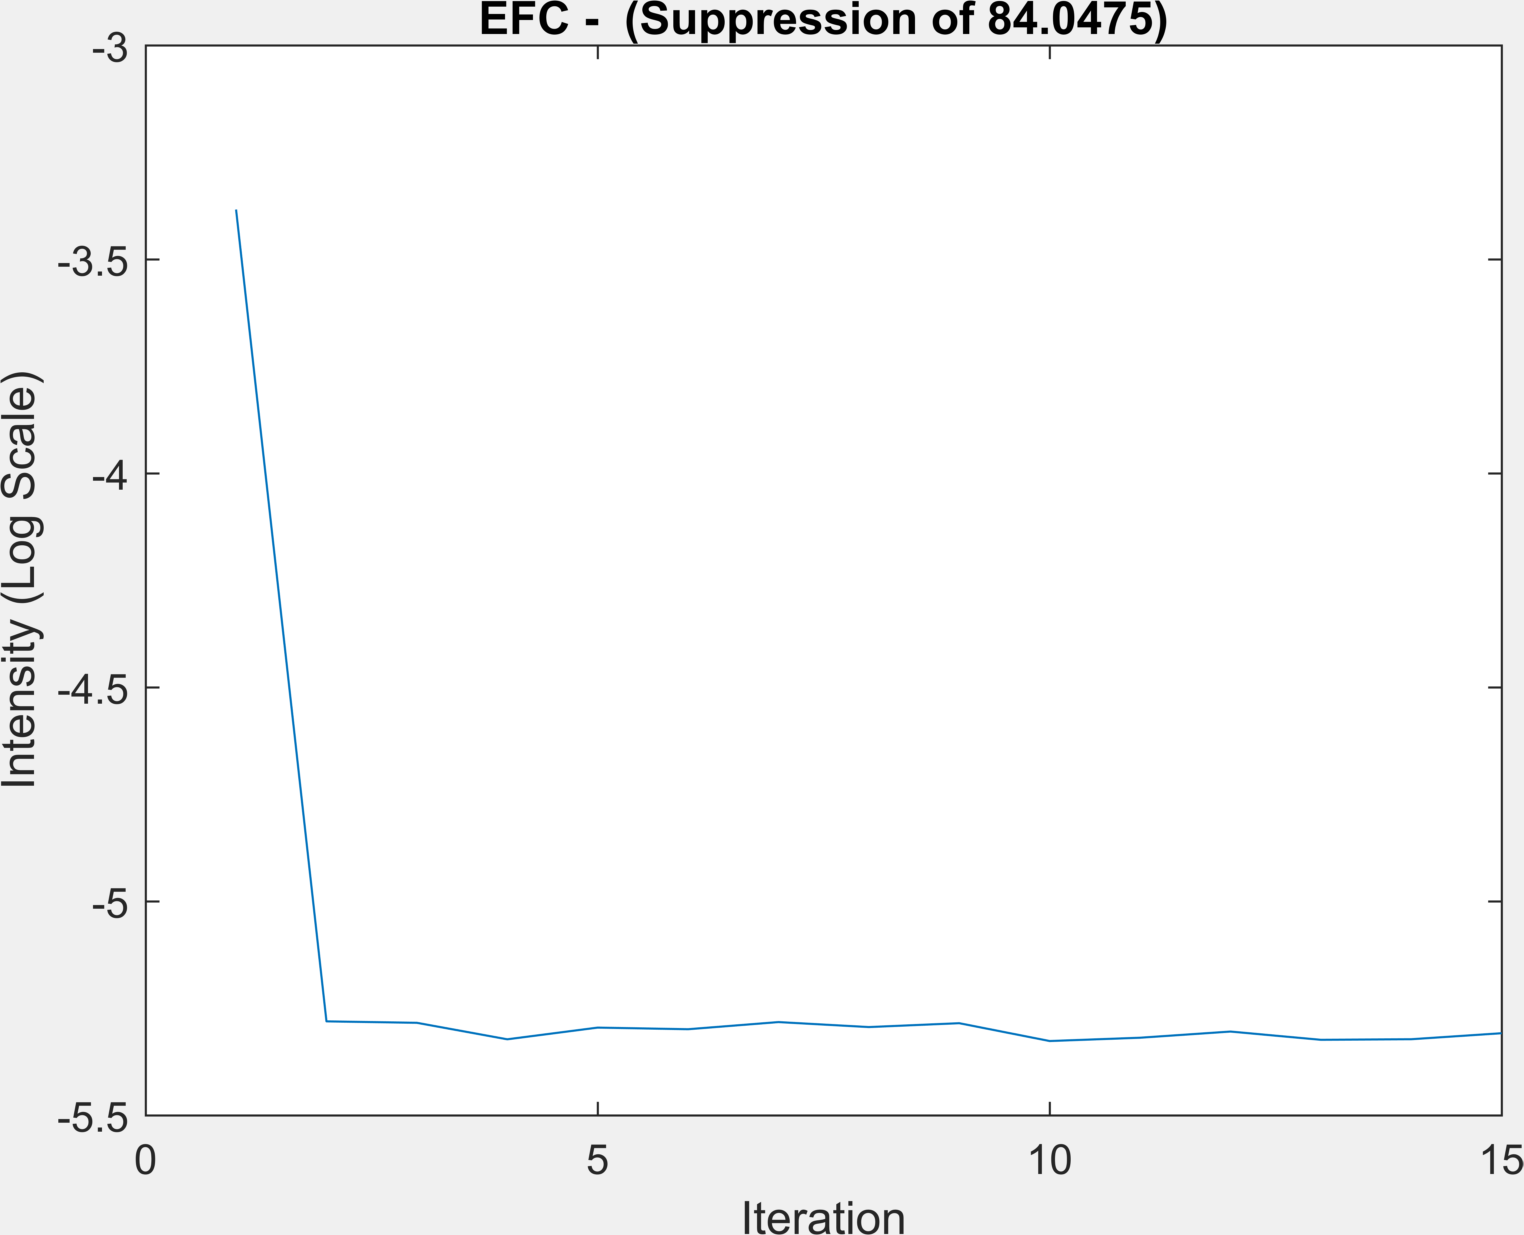 EFC -  (Suppression of 84.0475)
-3
-3.5
-4
-4.5
-5
-5.5
Intensity (Log Scale)
0 5 10 15
Iteration